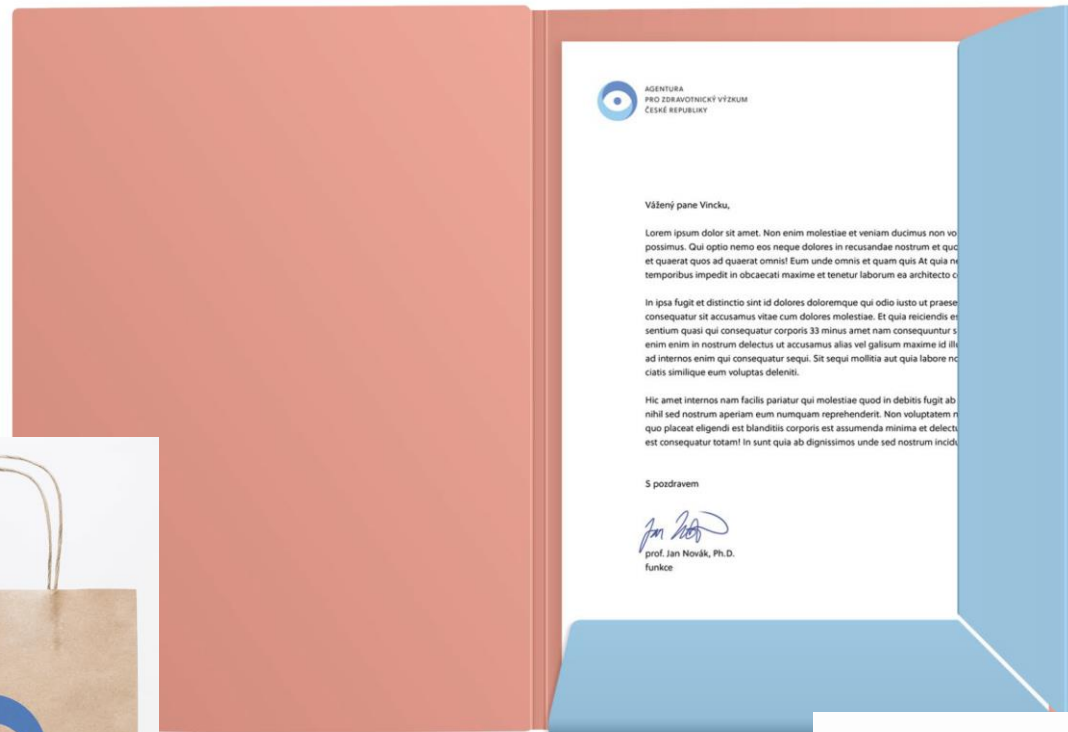 AGENTURA
PRO ZDRAVOTNICKÝ VÝZKUM
ČESKÉ REPUBLIKY
Vážený pane Vincku,
Lorem ipsum dolor sit amet. Non enim molestiae et veniam ducimus non vo
possimus. Qui optio nemo eos neque dolores in recusandae nostrum et quo
et quaerat quos ad quaerat omnis! Eum unde omnis et quam quis At quia ne
temporibus impedit in obcaecati maxime et tenetur laborum ea architecto
In ipsa fugit et distinctio sint id dolores doloremque qui odio iusto ut praese
consequatur sit accusamus vitae cum dolores molestiae. Et quia reiciendis es
sentium quasi qui consequatur corporis 33 minus amet nam consequuntur s
enim enim in nostrum delectus ut accusamus alias vel galisum maxime id ill
ad internos enim qui consequatur sequi. Sit sequi mollitia aut quia labore no
ciatis similique eum voluptas deleniti.
Hic amet internos nam facilis pariatur qui molestiae quod in debitis fugit ab
nihil sed nostrum aperiam eum numquam reprehenderit. Non voluptatem
quo placeat eligendi est blanditiis corporis est assumenda minima et delectu
est consequatur totam! In sunt quia ab dignissimos unde sed nostrum incidu
S pozdravem
prof. Jan Novák, Ph.D.
funkce